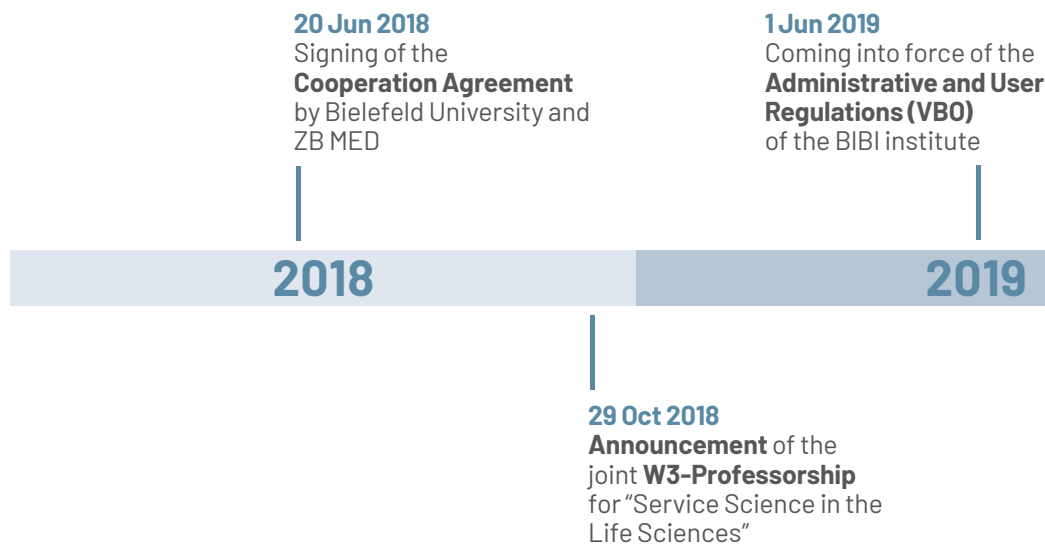 20 Jun 2018
Signing of the
Cooperation Agreement
by Bielefeld University and
ZB MED
1 Jun 2019
Coming into force of the
Administrative and User
Regulations (VBO)
of the BIBI institute
2018
2019
29 Oct 2018
Announcement of the
joint W3-Professorship
for “Service Science in the
Life Sciences”